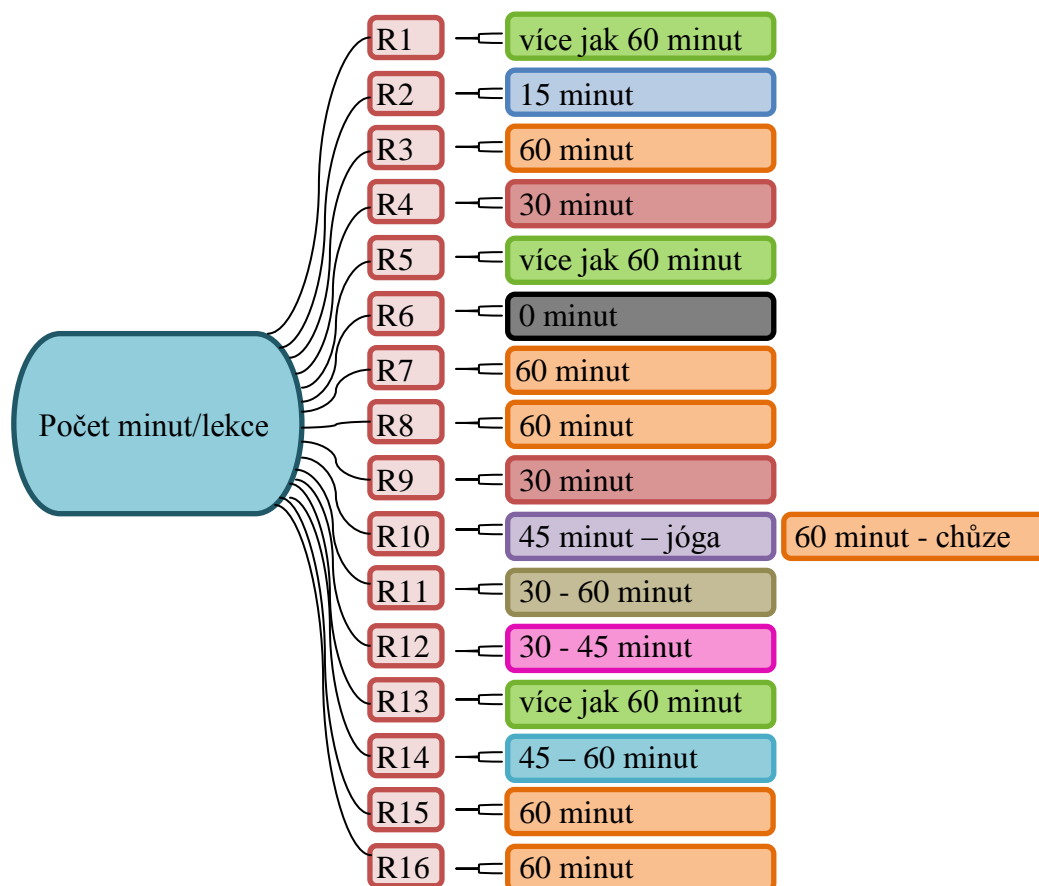 Počet minut/lekce
R1 více jak 60 minut
R2 15 minut
R3 60 minut
R4 30 minut
R5 více jak 60 minut
R6 0 minut
R7 60 minut
R8 60 minut
R9 30 minut
R10 45 minut – jóga 60 minut - chůze
R11 30 - 60 minut
R12 30 - 45 minut
R13 více jak 60 minut
R14 45 – 60 minut
R15 60 minut
R16 60 minut